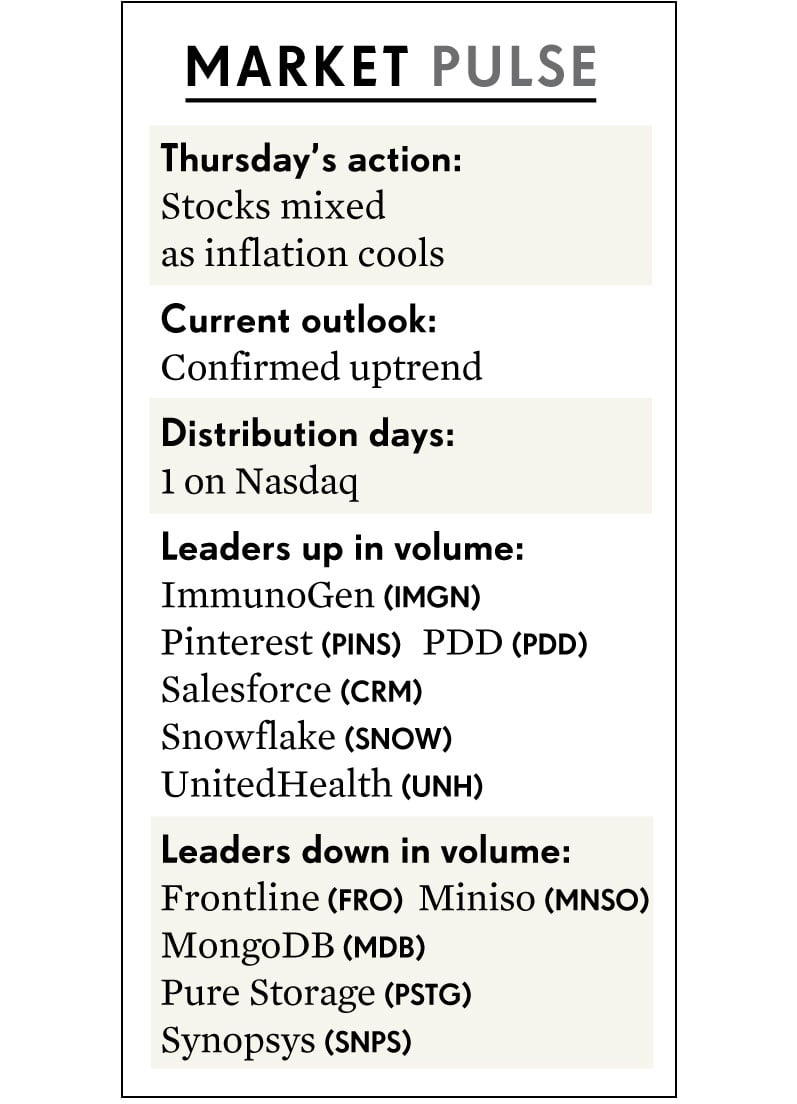 MARKET PULSE
Thursday’s action:
Stocks mixed
as inflation cools
Current outlook:
Confirmed uptrend
Distribution days:
1 on Nasdaq
Leaders up in volume:
ImmunoGen (IMGN)
Pinterest (PINS) PDD (PDD)
Salesforce (CRM)
Snowflake (SNOW)
UnitedHealth (UNH)
Leaders down in volume:
Frontline (FRO) Miniso (MNSO)
MongoDB (MDB)
Pure Storage (PSTG)
Synopsys (SNPS)